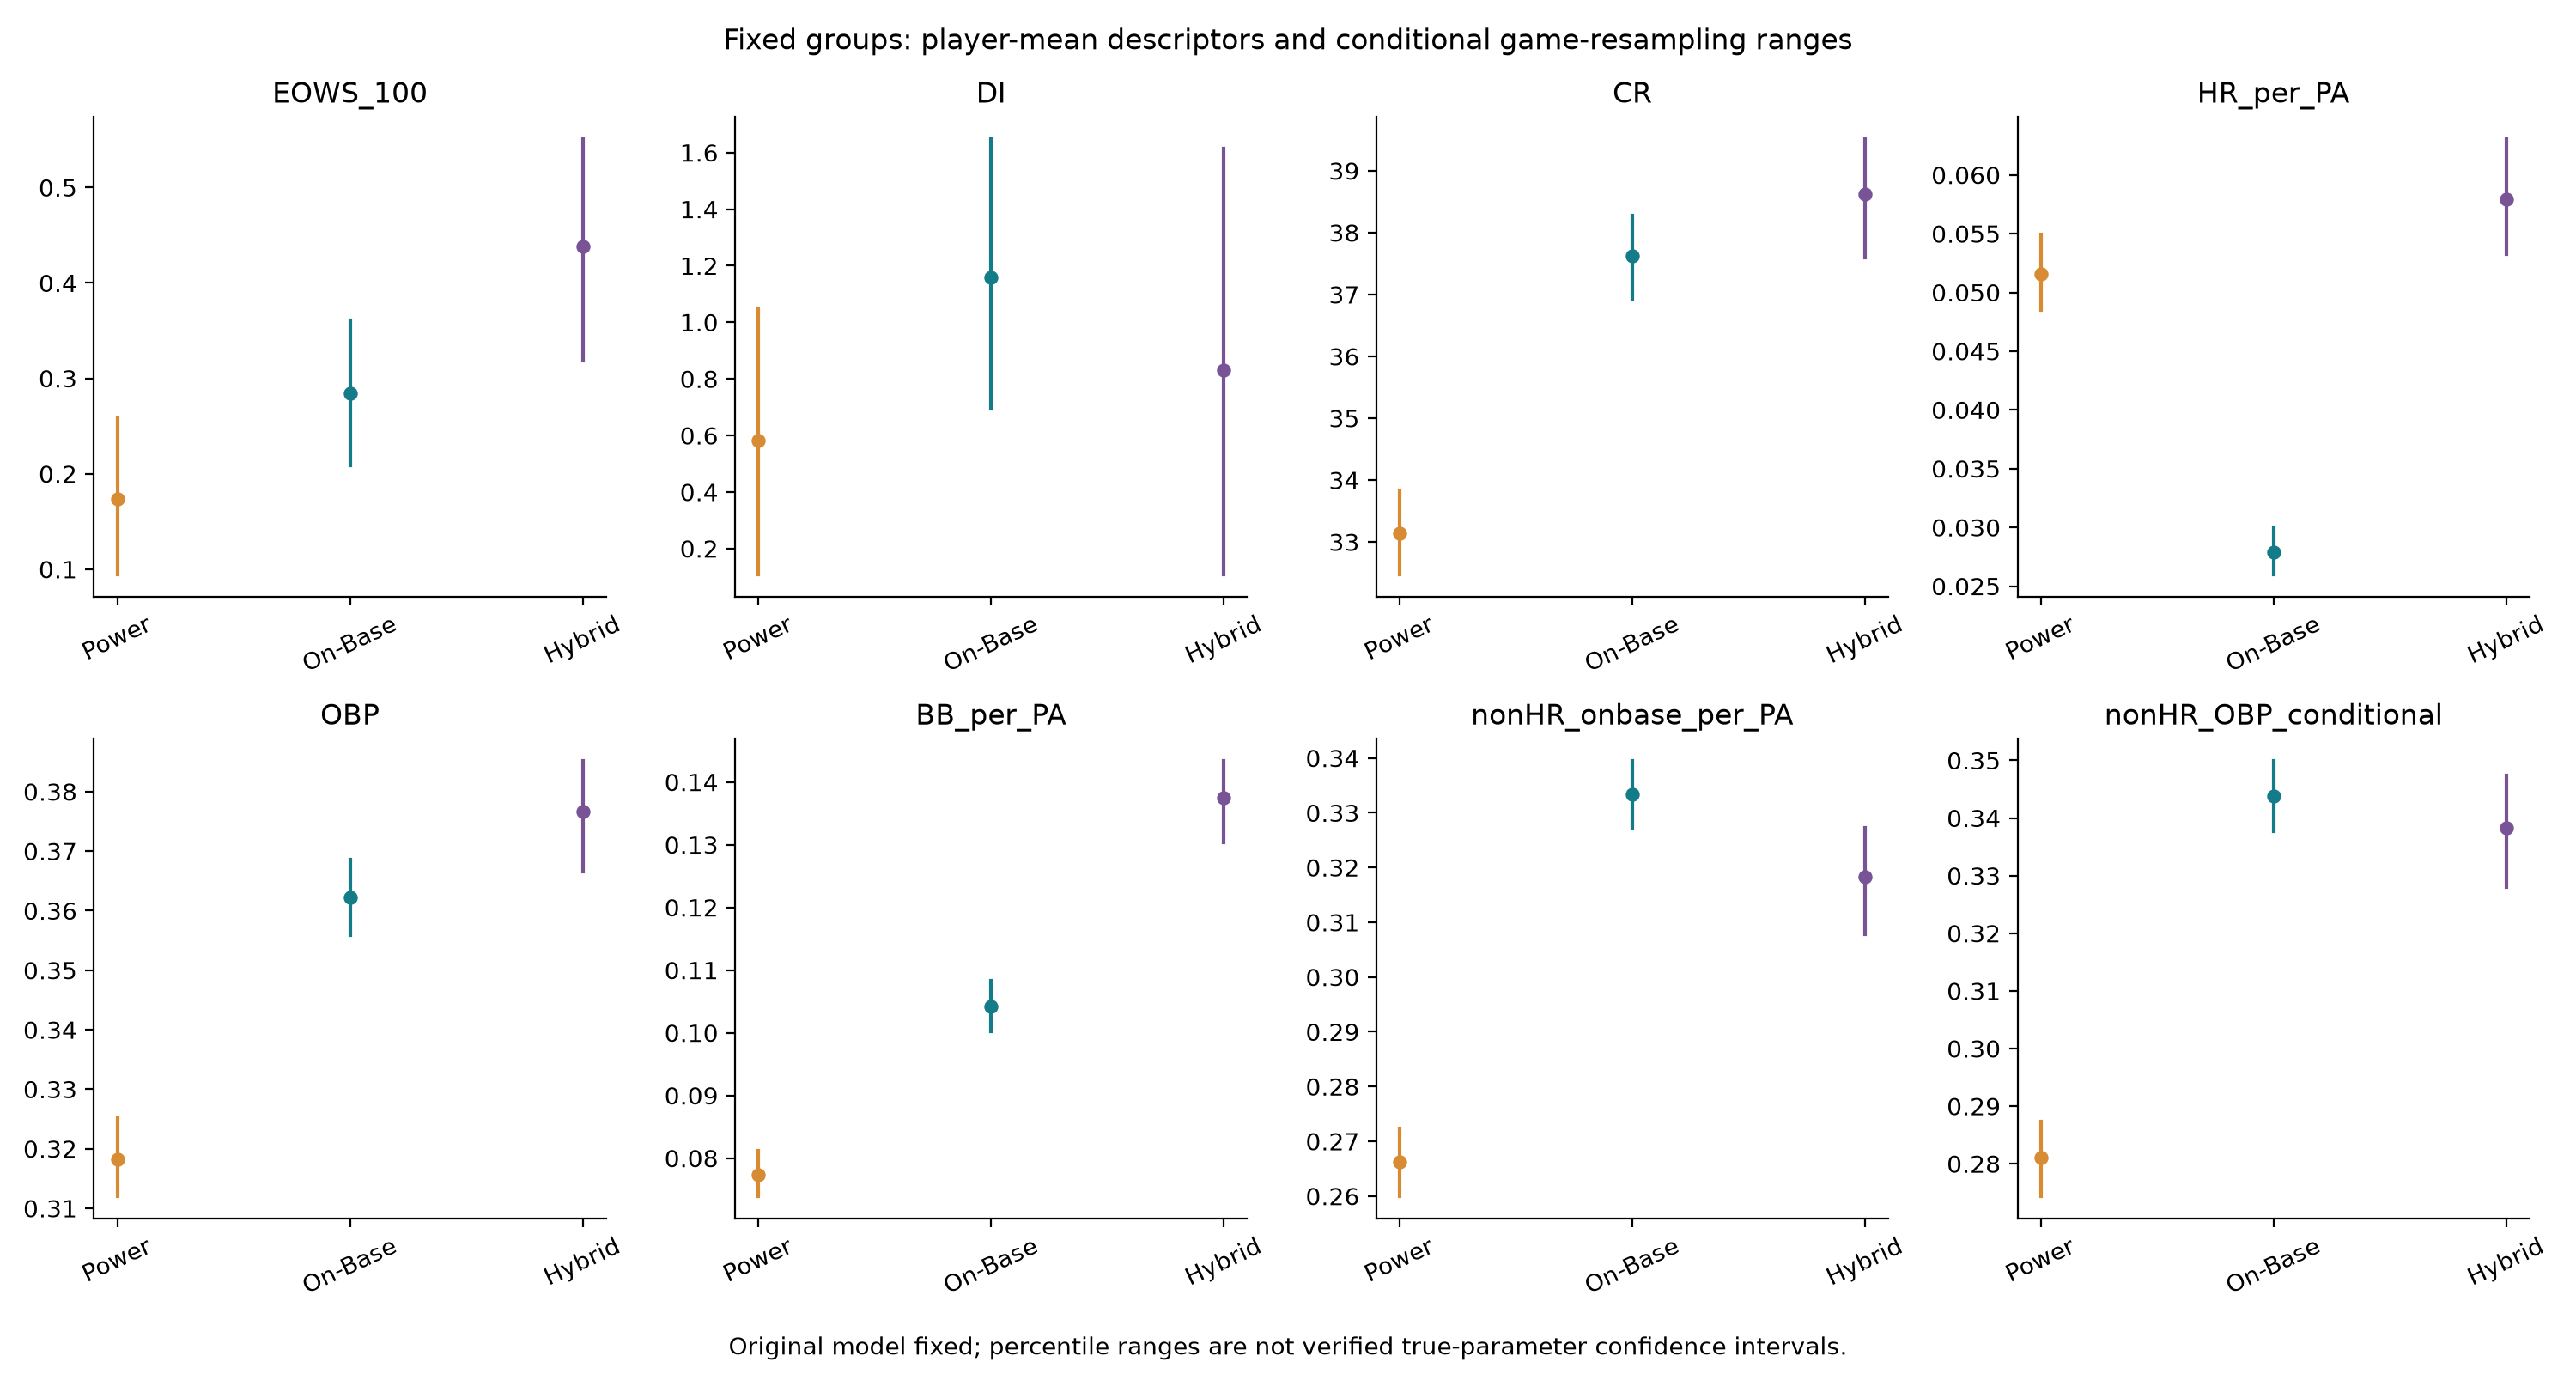 Fixed groups: player-mean descriptors and conditional game-resampling ranges
EOWS_100
0.5
0.4
0.3
0.2
0.1
Power
On-Base
Hybrid
DI
1.6
1.4
1.2
1.0
0.8
0.6
0.4
0.2
Power
On-Base
Hybrid
CR
39
38
37
36
35
34
33
Power
On-Base
Hybrid
HR_per_PA
0.060
0.055
0.050
0.045
0.040
0.035
0.030
0.025
Power
On-Base
Hybrid
OBP
0.38
0.37
0.36
0.35
0.34
0.33
0.32
0.31
Power
On-Base
Hybrid
BB_per_PA
0.14
0.13
0.12
0.11
0.10
0.09
0.08
Power
On-Base
Hybrid
nonHR_onbase_per_PA
0.34
0.33
0.32
0.31
0.30
0.29
0.28
0.27
0.26
Power
On-Base
Hybrid
nonHR_OBP_conditional
0.35
0.34
0.33
0.32
0.31
0.30
0.29
0.28
Power
On-Base
Hybrid
Original model fixed; percentile ranges are not verified true-parameter confidence intervals.